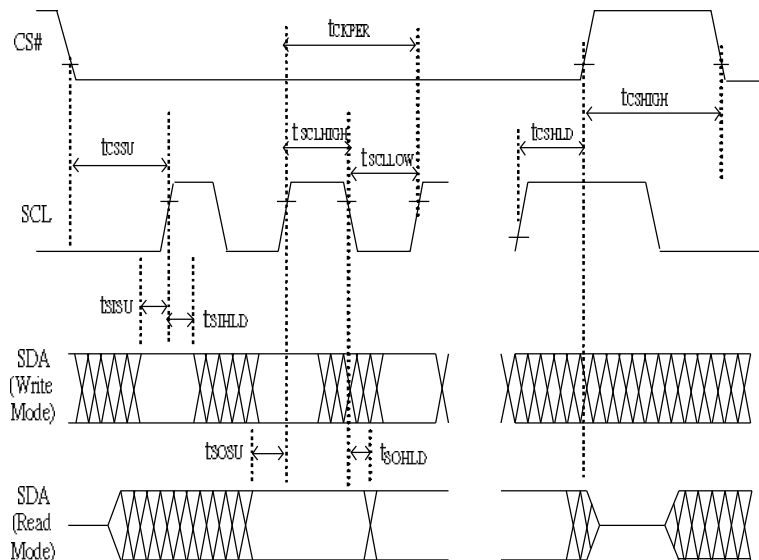 tCKPER
CS#
tCSHIGH
tSCLHIGH
tCSHLD
tCSSU
tSCLLOW
SCL
tSISU
tSIHLD
SDA
(Write
Mode)
tSOSU
tSOHLD
SDA
(Read
Mode)